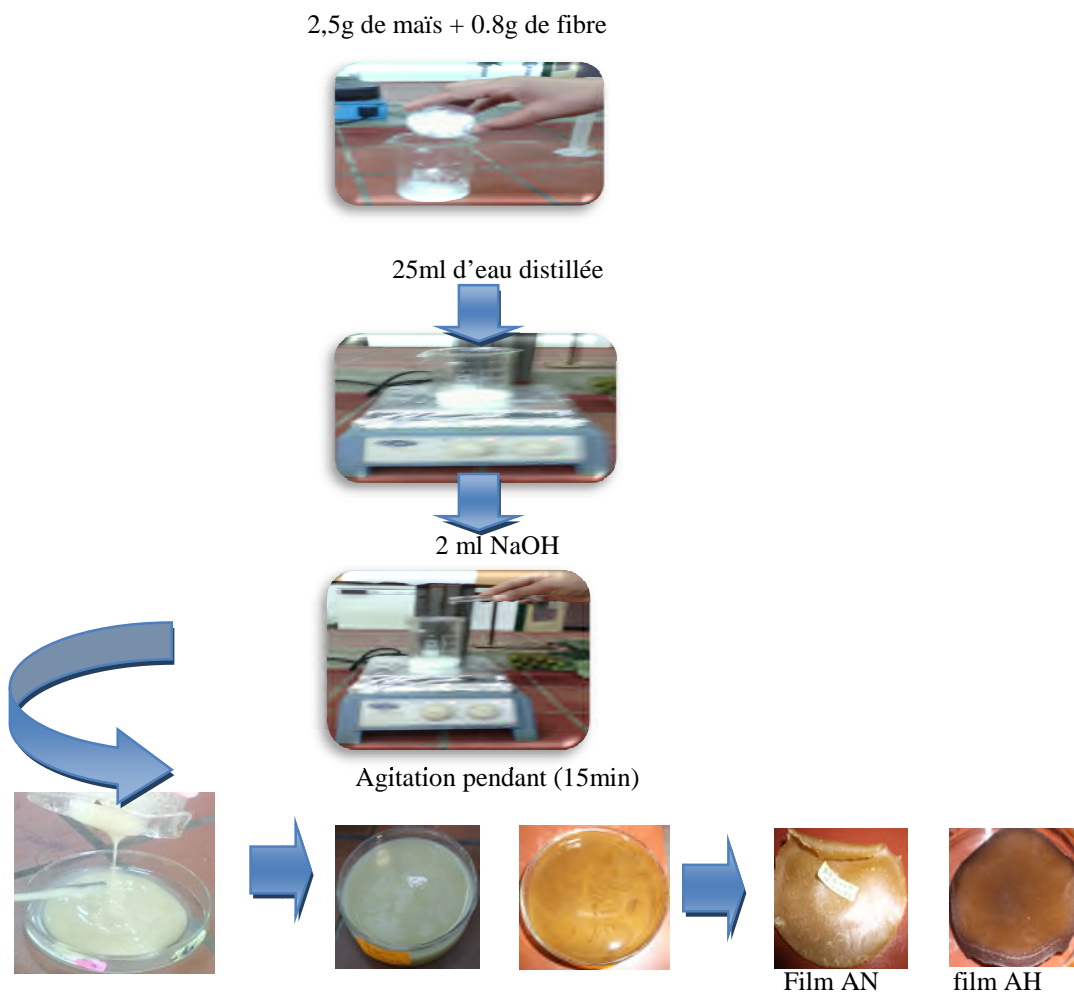 2,5g de maïs + 0.8g de fibre
25ml d’eau distillée
2 ml NaOH
Agitation pendant (15min)
Film AN
film AH